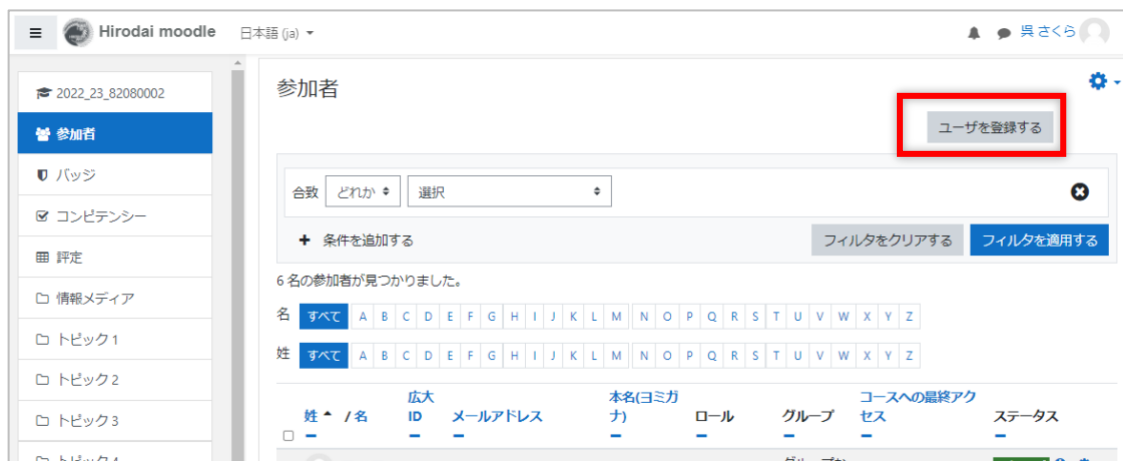 Hirodai moodle 日本語 (ja)
呉 さくら
2022_23_82080002
参加者
バッジ
コンピテンシー
評定
情報メディア
トピック 1
トピック 2
トピック 3
参加者
ユーザを登録する
合致 どれか 選択
条件を追加する
フィルタをクリアする フィルタを適用する
6 名の参加者が見つかりました。
名 すべて A B C D E F G H I J K L M N O P Q R S T U V W X Y Z
姓 すべて A B C D E F G H I J K L M N O P Q R S T U V W X Y Z
姓 / 名
広大
ID
メールアドレス
本名(ヨミガ
ナ)
ロール
グループ
コースへの最終アク
セス
ステータス